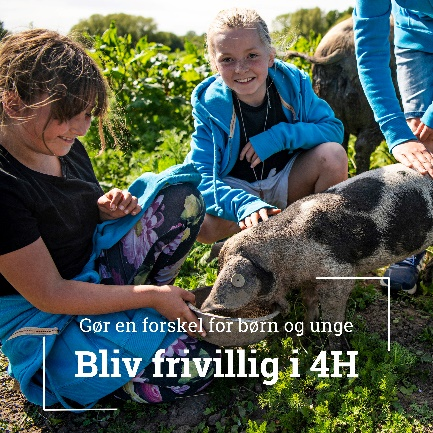 Gør en forskel for børn og unge
Bliv frivillig i 4H